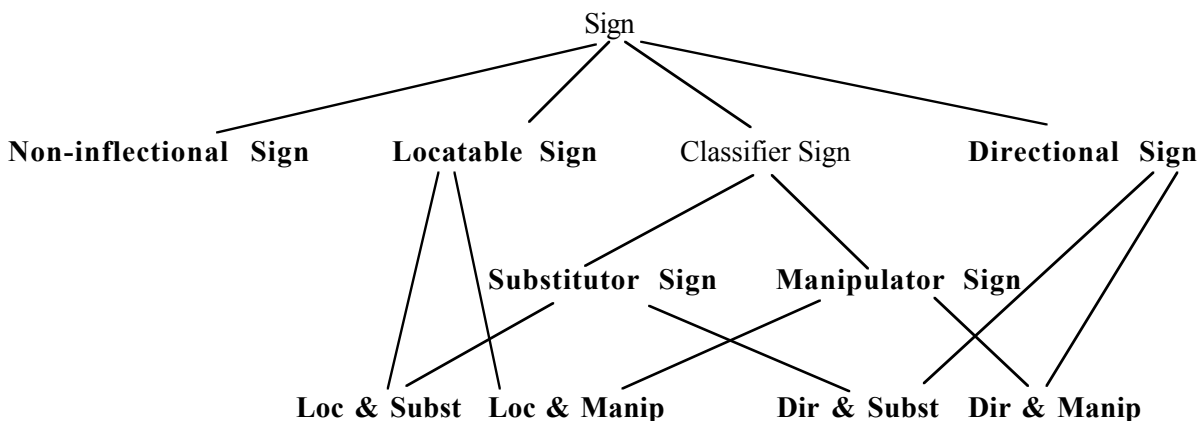 Sign
Non-inflectional Sign Locatable Sign Classifier Sign Directional Sign
Substitutor Sign Manipulator Sign
Loc & Subst Loc & Manip Dir & Subst Dir & Manip